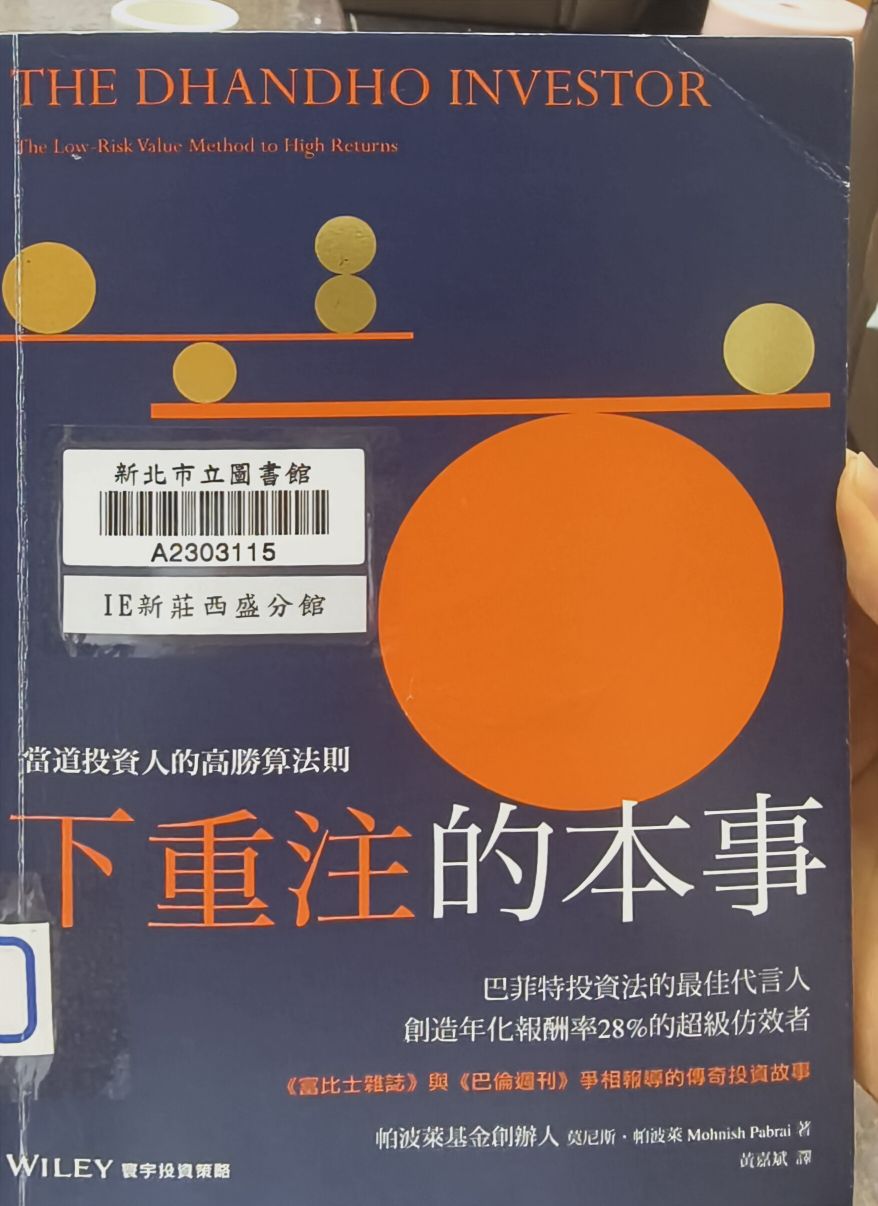 THE DHANDHO INVESTOR
The Low-Risk Value Method to High Returns
新北市立圖書館
A2303115
IE新莊西盛分館
當道投資人的高勝算法則
下重注的本事
巴菲特投資法的最佳代言人
創造年化報酬率28%的超級仿效者
《富比士雜誌》與《巴倫週刊》爭相報導的傳奇投資故事
帕波萊基金創辦人 莫尼斯・帕波萊 Mohnish Pabrai 著
黃嘉斌 譯
WILEY 寰宇投資策略